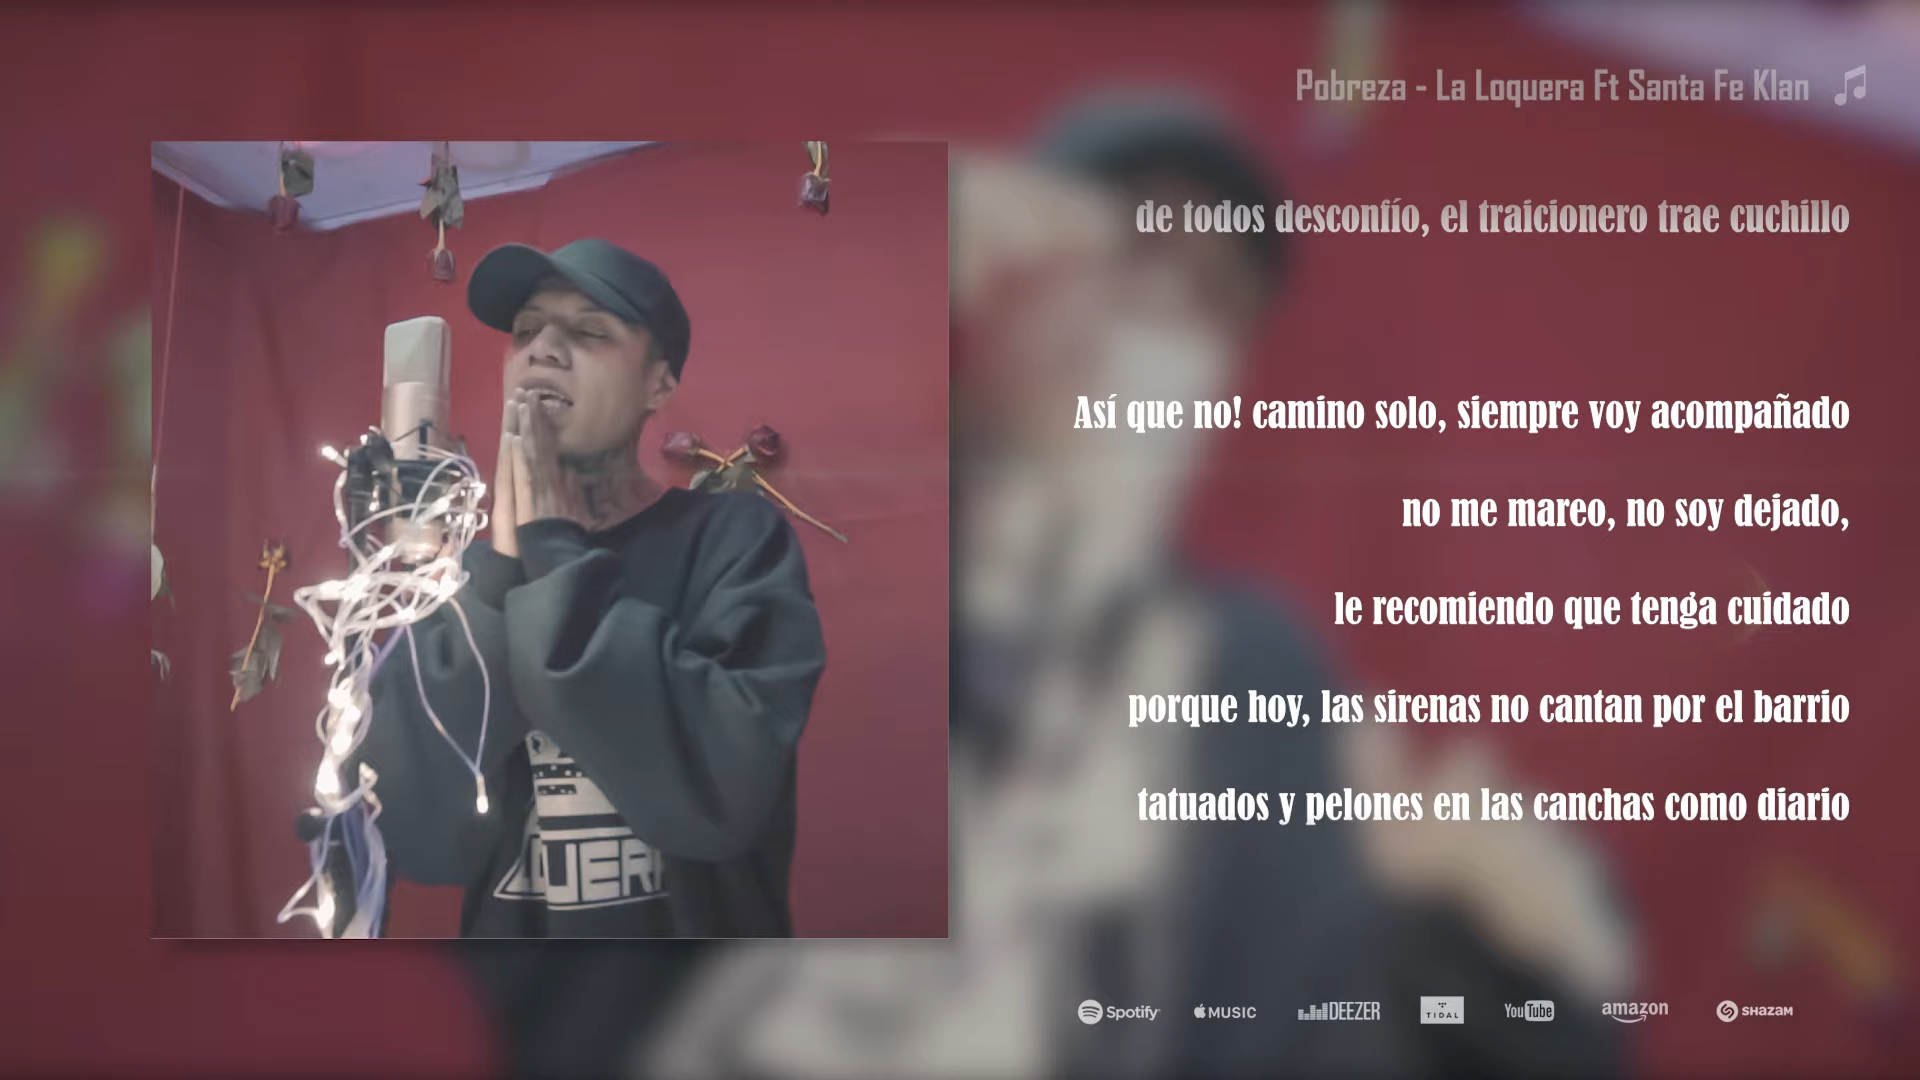 Pobreza - La Loquera Ft Santa Fe Klan
de todos desconfío, el traicionero trae cuchillo
Así que no! camino solo, siempre voy acompañado
no me mareo, no soy dejado,
le recomiendo que tenga cuidado
porque hoy, las sirenas no cantan por el barrio
tatuados y pelones en las canchas como diario
Spotify MUSIC DEEZER TIDAL YouTube amazon SHAZAM